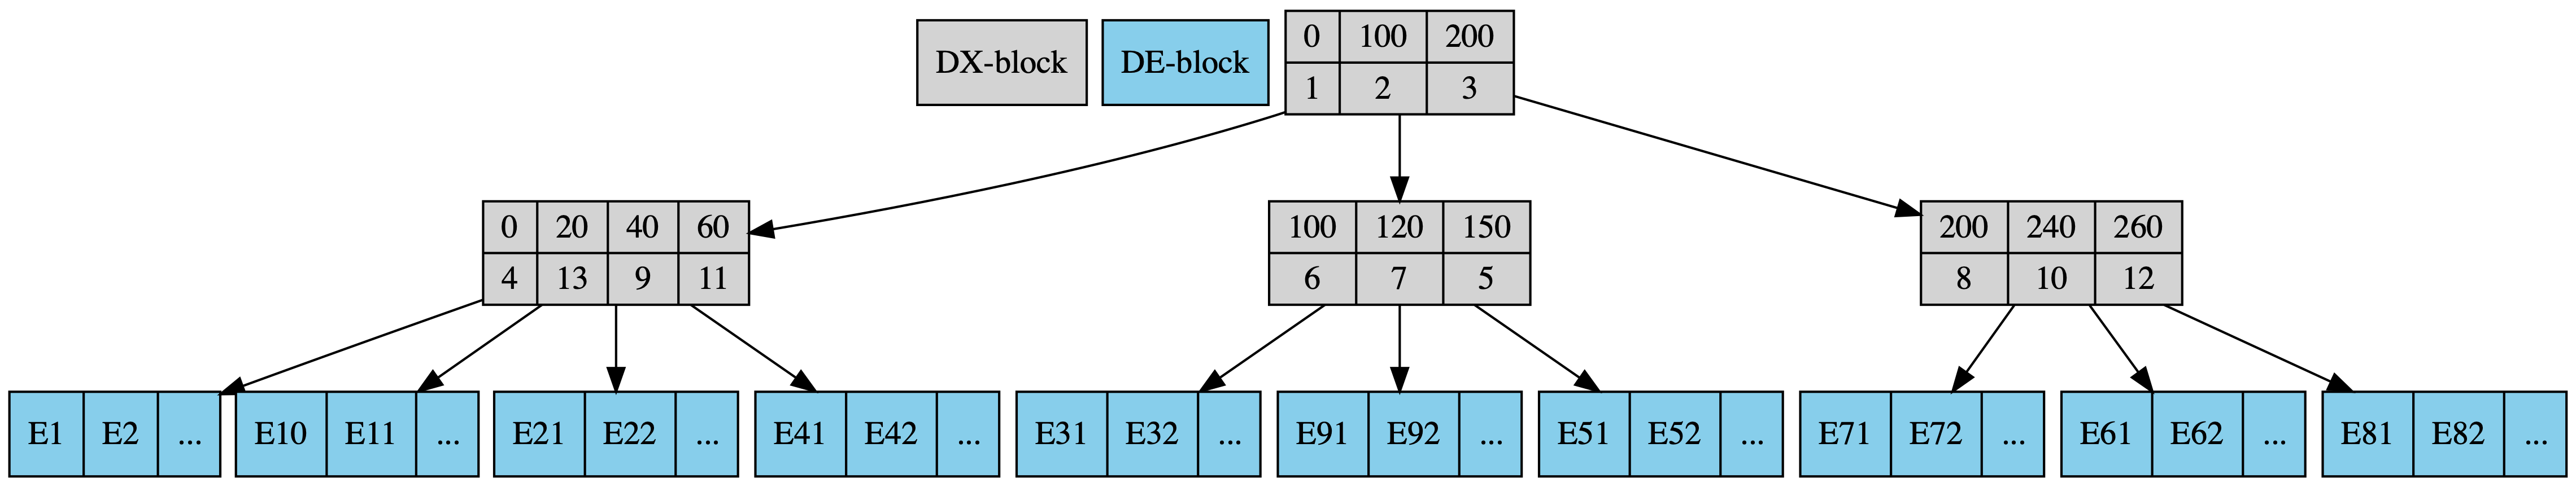 DX-block DE-block
0 100 200
1 2 3
0 20 40 60
4 13 9 11
100 120 150
6 7 5
200 240 260
8 10 12
E1 E2 ...
E10 E11 ...
E21 E22 ...
E41 E42 ...
E31 E32 ...
E91 E92 ...
E51 E52 ...
E71 E72 ...
E61 E62 ...
E81 E82 ...